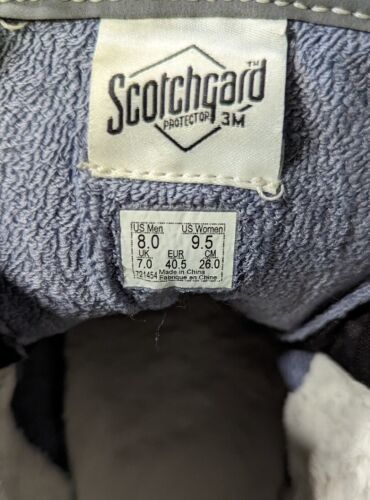 Scotchgard™
PROTECTOR 3M
US Men US Women
8.0 9.5
UK EUR CM
7.0 40.5 26.0
721454 Made in China
Fabriqué en Chine